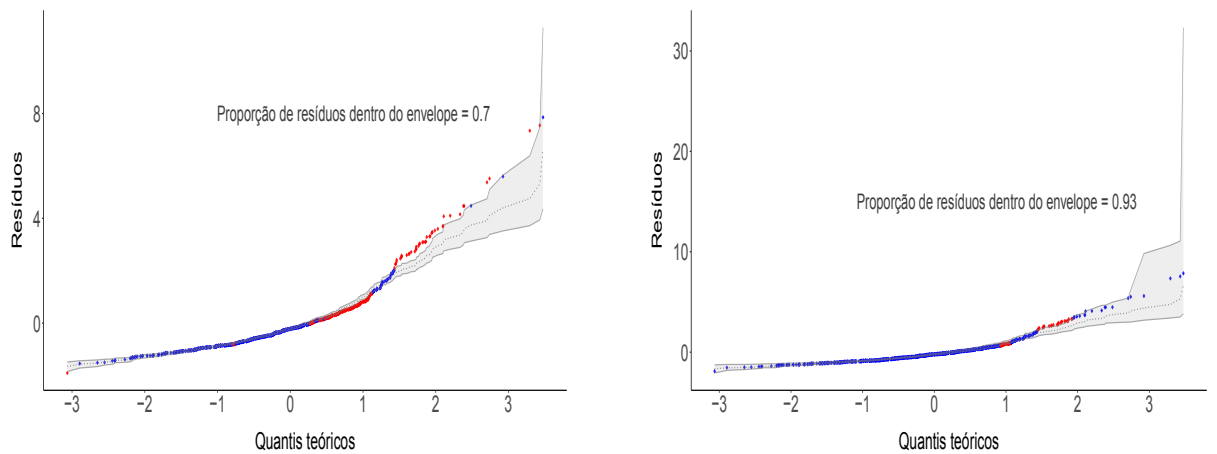 8
4
0
Resíduos
Proporção de resíduos dentro do envelope = 0.7
−3 −2 −1 0 1 2 3
Quantis teóricos
30
20
10
0
Resíduos
Proporção de resíduos dentro do envelope = 0.93
−3 −2 −1 0 1 2 3
Quantis teóricos